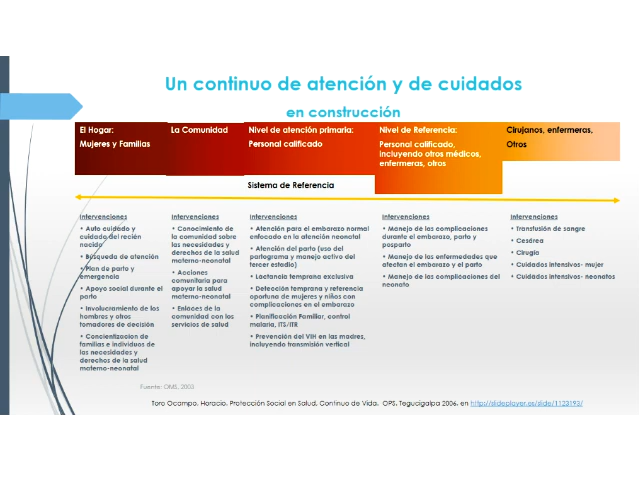 Un continuo de atención y de cuidados
en construcción
El Hogar:
Mujeres y Familias
La Comunidad
Nivel de atención primaria:
Personal calificado
Nivel de Referencia:
Personal calificado,
incluyendo otros médicos,
enfermeras, otros
Cirujanos, enfermeras,
Otros
Sistema de Referencia
Intervenciones
• Auto cuidado y
cuidado del recién
nacido
• Búsqueda de atención
• Plan de parto y
emergencia
• Apoyo social durante el
parto
• Involucramiento de los
hombres y otros
tomadores de decisión
• Concientizacion de
familias e individuos de
las necesidades y
derechos de la salud
materno-neonatal
Intervenciones
• Conocimiento de
la comunidad sobre
las necesidades y
derechos de la salud
materno-neonatal
• Acciones
comunitaria para
apoyar la salud
materno-neonatal
• Enlaces de la
comunidad con los
servicios de salud
Intervenciones
• Atención para el embarazo normal
enfocado en la atención neonatal
• Atención del parto (uso del
partograma y manejo activo del
tercer estadio)
• Lactancia temprana exclusiva
• Detección temprana y referencia
oportuna de mujeres y niños con
complicaciones en el embarazo
• Planificación Familiar, control
malaria, ITS/ITR
• Prevención del VIH en las madres,
incluyendo transmisión vertical
Intervenciones
• Manejo de las complicaciones
durante el embarazo, parto y
posparto
• Manejo de las enfermedades que
afectan el embarazo y el parto
• Manejo de las complicaciones del
neonato
Intervenciones
• Transfusión de sangre
• Cesárea
• Cirugía
• Cuidados intensivos- mujer
• Cuidados intensivos- neonatos
Fuente: OMS, 2003
Toro Ocampo, Horacio, Protección Social en Salud, Continuo de Vida, OPS, Tegucigalpa 2006, en http://slideplayer.es/slide/1123193/